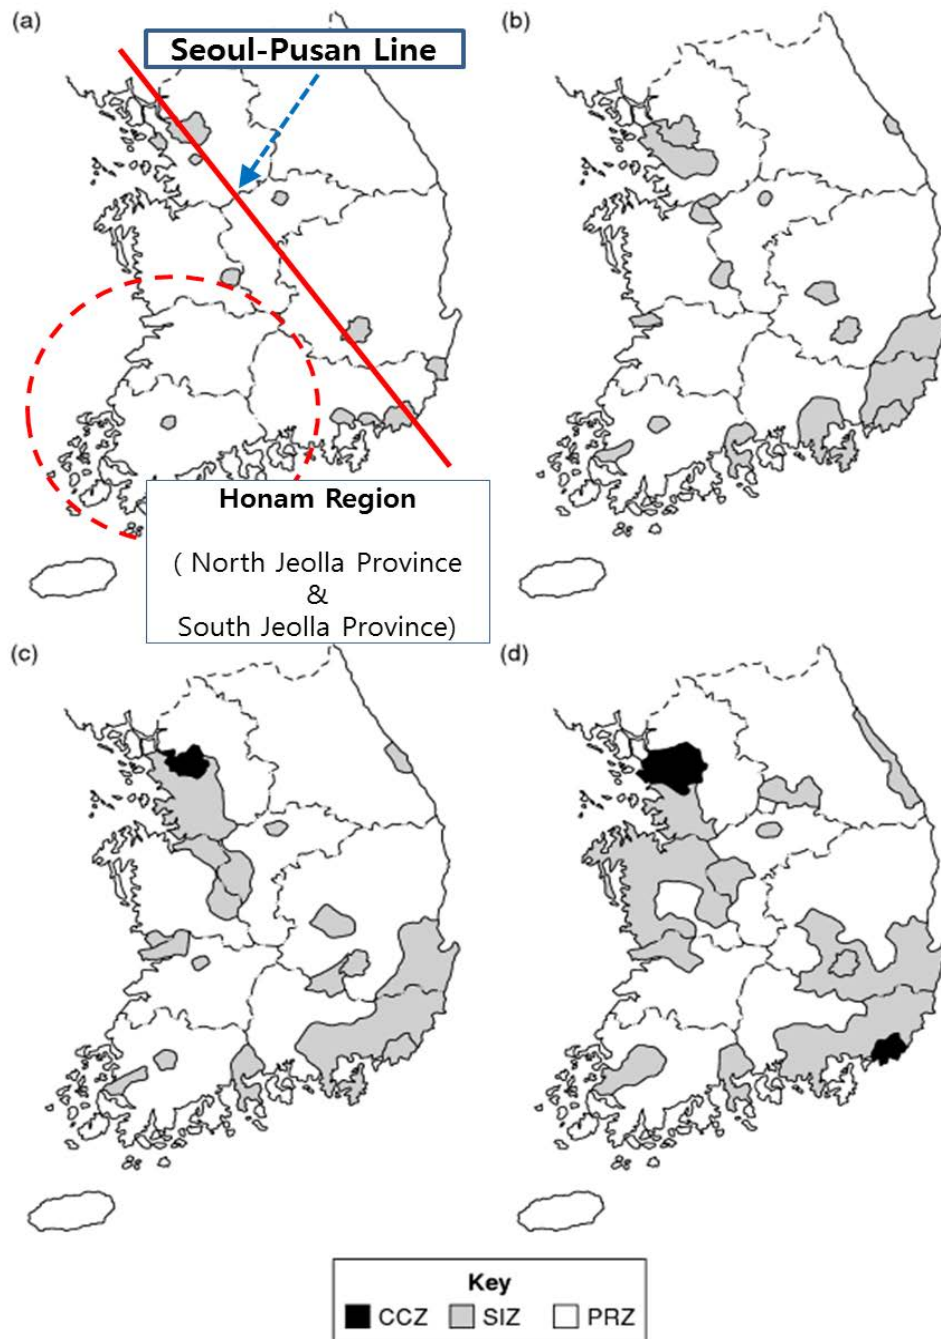 (a)
Seoul-Pusan Line
(b)
Honam Region
( North Jeolla Province
&
South Jeolla Province)
(c)
(d)
Key
CCZ SIZ PRZ